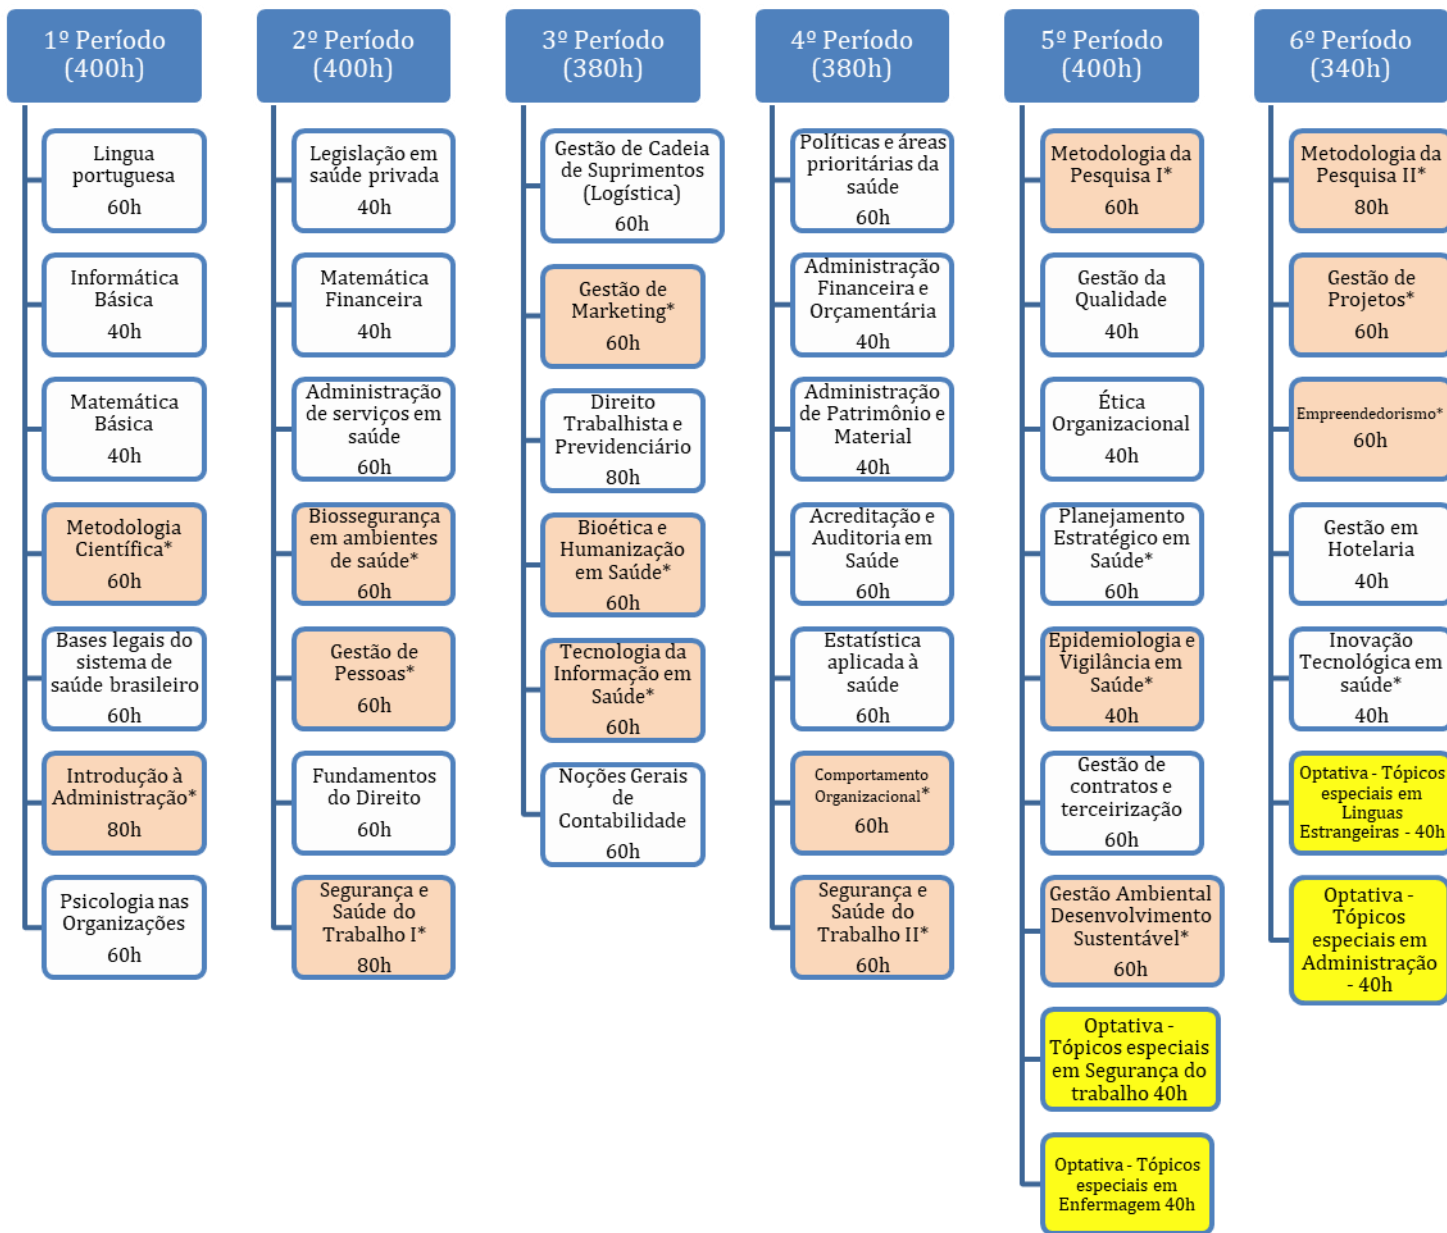 1º Período
(400h)
Lingua
portuguesa
60h
Informática
Básica
40h
Matemática
Básica
40h
Metodologia
Científica*
60h
Bases legais do
sistema de
saúde brasileiro
60h
Introdução à
Administração*
80h
Psicologia nas
Organizações
60h
2º Período
(400h)
Legislação em
saúde privada
40h
Matemática
Financeira
40h
Administração
de serviços em
saúde
60h
Biossegurança
em ambientes
de saúde*
60h
Gestão de
Pessoas*
60h
Fundamentos
do Direito
60h
Segurança e
Saúde do
Trabalho I*
80h
3º Período
(380h)
Gestão de Cadeia
de Suprimentos
(Logística)
60h
Gestão de
Marketing*
60h
Direito
Trabalhista e
Previdenciário
80h
Bioética e
Humanização
em Saúde*
60h
Tecnologia da
Informação em
Saúde*
60h
Noções Gerais
de
Contabilidade
60h
4º Período
(380h)
Políticas e áreas
prioritárias da
saúde
60h
Administração
Financeira e
Orçamentária
40h
Administração
de Patrimônio e
Material
40h
Acreditação e
Auditoria em
Saúde
60h
Estatística
aplicada à
saúde
60h
Comportamento
Organizacional*
60h
Segurança e
Saúde do
Trabalho II*
60h
5º Período
(400h)
Metodologia da
Pesquisa I*
60h
Gestão da
Qualidade
40h
Ética
Organizacional
40h
Planejamento
Estratégico em
Saúde*
60h
Epidemiologia e
Vigilância em
Saúde*
40h
Gestão de
contratos e
terceirização
60h
Gestão Ambiental
Desenvolvimento
Sustentável*
60h
Optativa -
Tópicos especiais
em Segurança do
trabalho 40h
Optativa - Tópicos
especiais em
Enfermagem 40h
6º Período
(340h)
Metodologia da
Pesquisa II*
80h
Gestão de
Projetos*
60h
Empreendedorismo*
60h
Gestão em
Hotelaria
40h
Inovação
Tecnológica em
saúde*
40h
Optativa - Tópicos
especiais em
Linguas
Estrangeiras - 40h
Optativa -
Tópicos
especiais em
Administração
- 40h